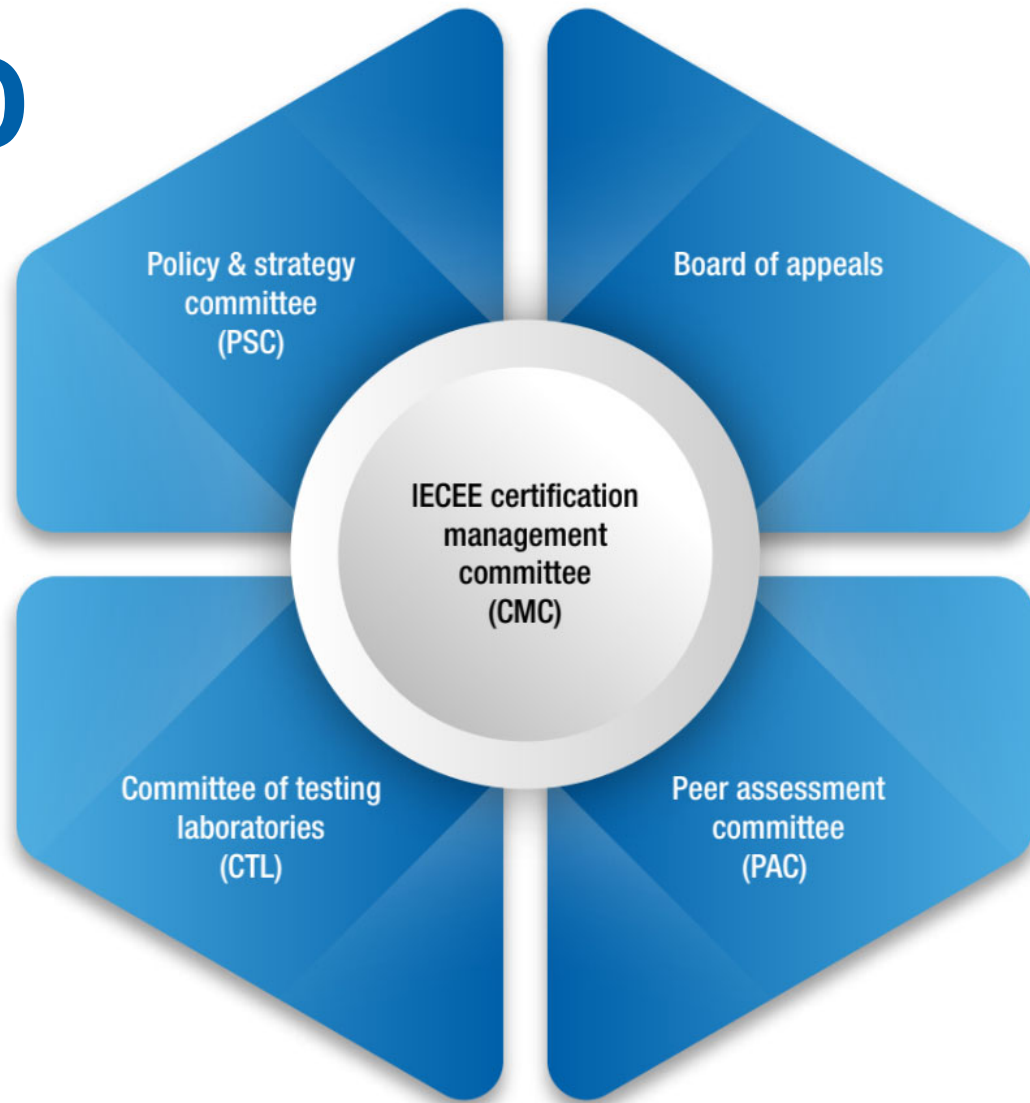 Policy & strategy
committee
(PSC)
Board of appeals
IECEE certification
management
committee
(CMC)
Committee of testing
laboratories
(CTL)
Peer assessment
committee
(PAC)